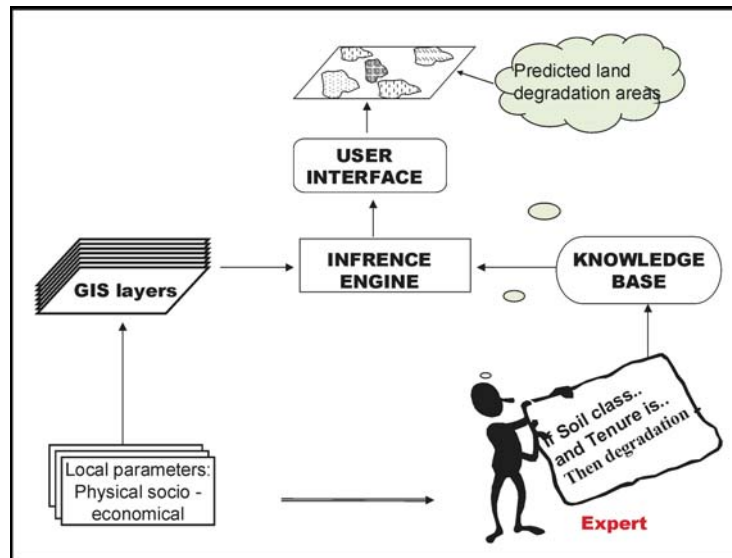 Predicted land
degradation areas
USER
INTERFACE
INFRENCE
ENGINE
KNOWLEDGE
BASE
GIS layers
If Soil class..
and Tenure is..
Then degradation -
Local parameters:
Physical socio -
economical
Expert